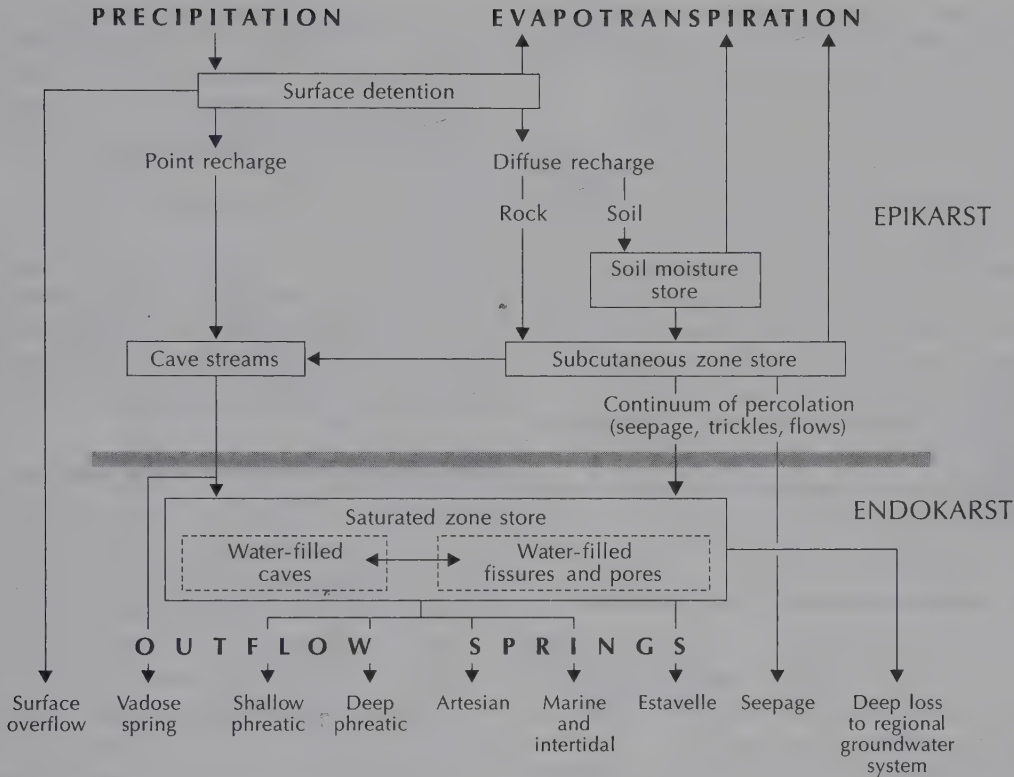 PRECIPITATION
EVAPOTRANSPIRATION
Surface detention
Point recharge
Diffuse recharge
Rock
Soil
EPIKARST
Soil moisture
store
Cave streams
Subcutaneous zone store
Continuum of percolation
(seepage, trickles, flows)
ENDOKARST
Saturated zone store
Water-filled
caves
Water-filled
fissures and pores
OUTFLOW SPRINGS
Surface
overflow
Vadose
spring
Shallow
phreatic
Deep
phreatic
Artesian
Marine
and
intertidal
Estavelle
Seepage
Deep loss
to regional
groundwater
system